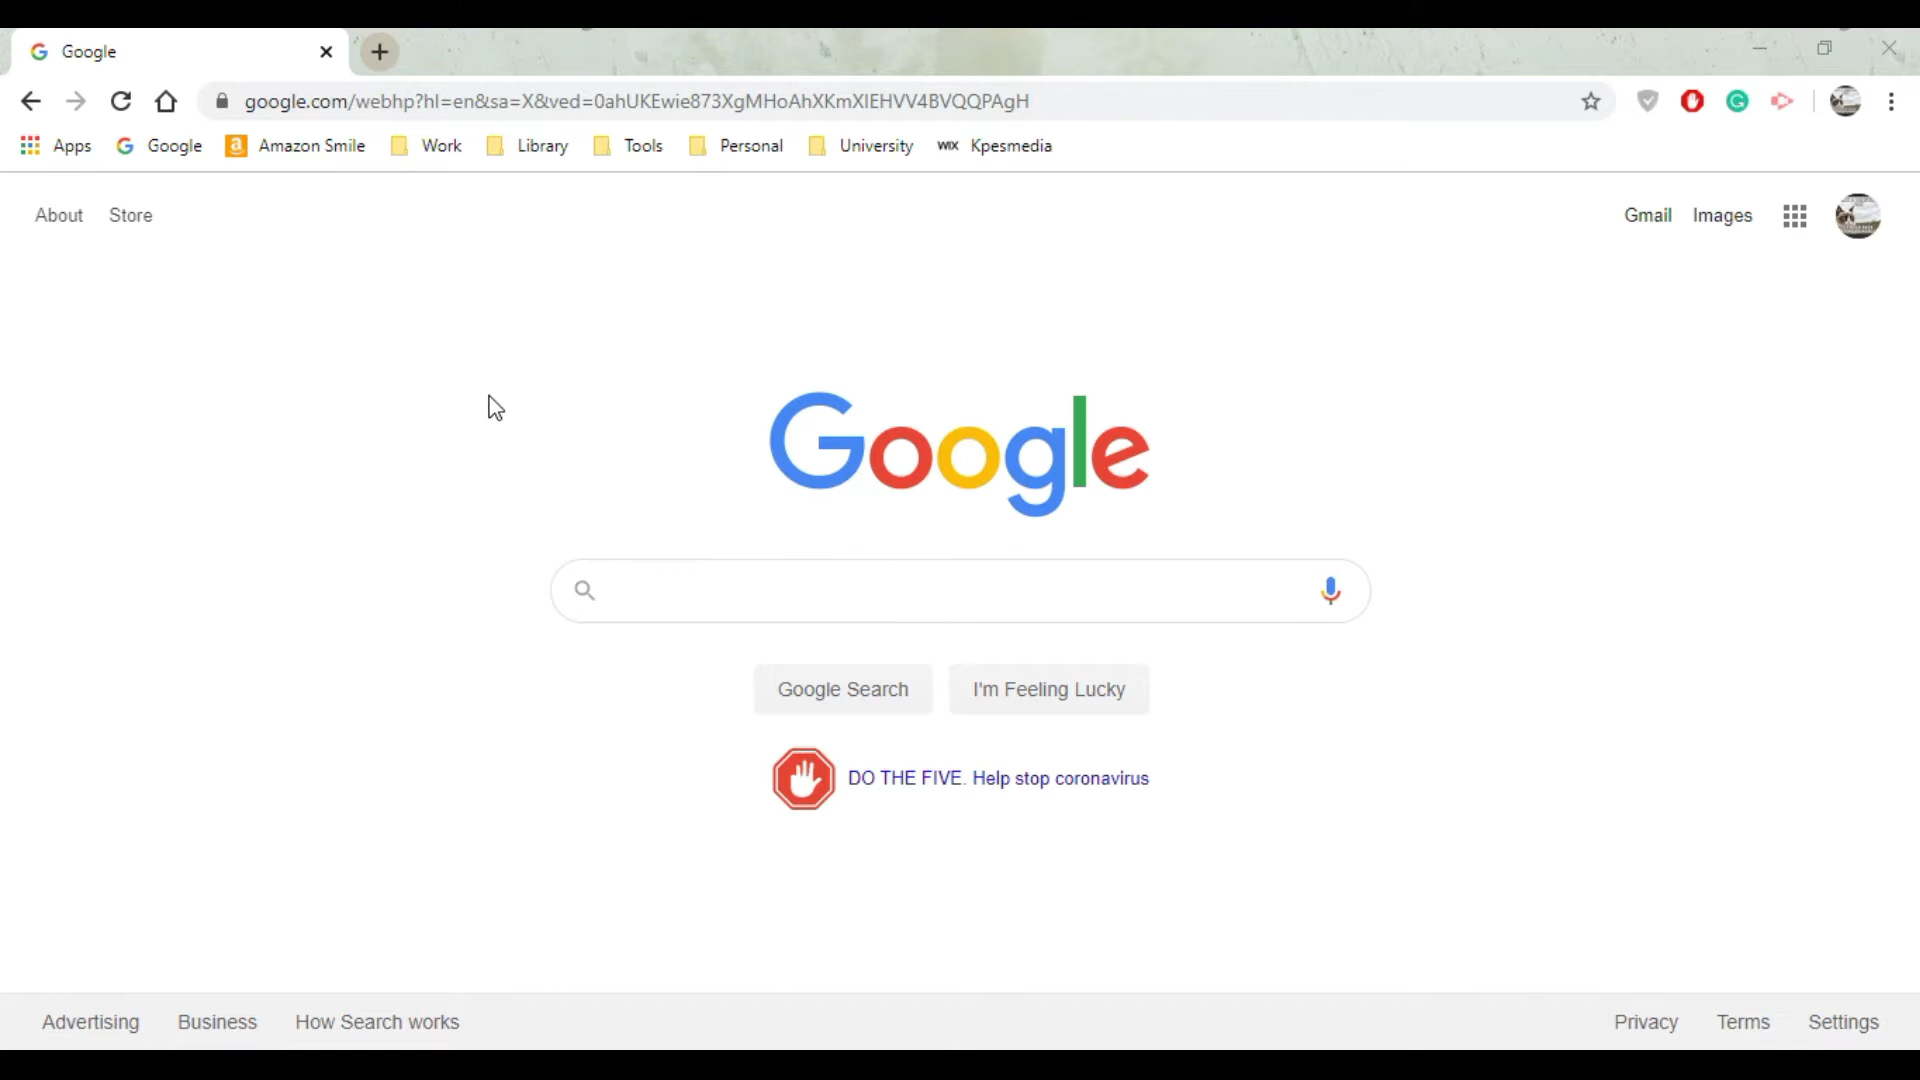 Google
google.com/webhp?hl=en&sa=X&ved=0ahUKEwie873XgMHoAhXKmXIEHVV4BVQQPAgH
Apps Google Amazon Smile Work Library Tools Personal University WIX Kpesmedia
About Store Gmail Images
Google
Google Search I'm Feeling Lucky
DO THE FIVE. Help stop coronavirus
Advertising Business How Search works Privacy Terms Settings